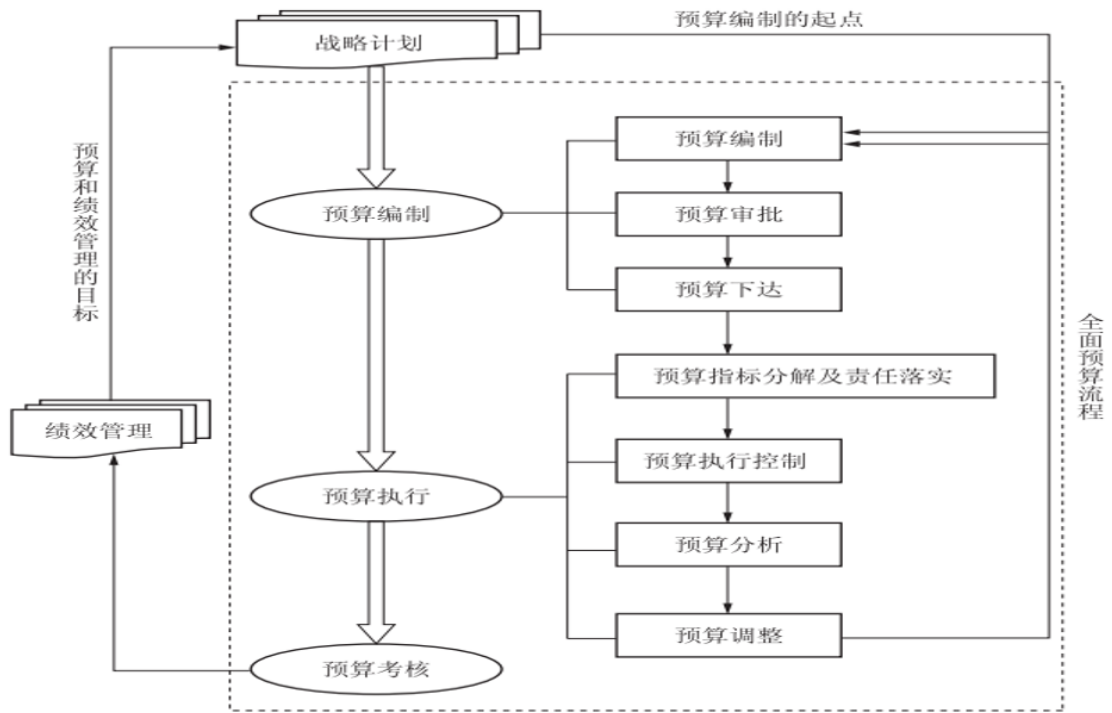 预算编制的起点
战略计划
预算编制
预算编制
预算审批
预算下达
预算和绩效管理的目标
全面预算流程
预算指标分解及责任落实
绩效管理
预算执行控制
预算执行
预算分析
预算调整
预算考核